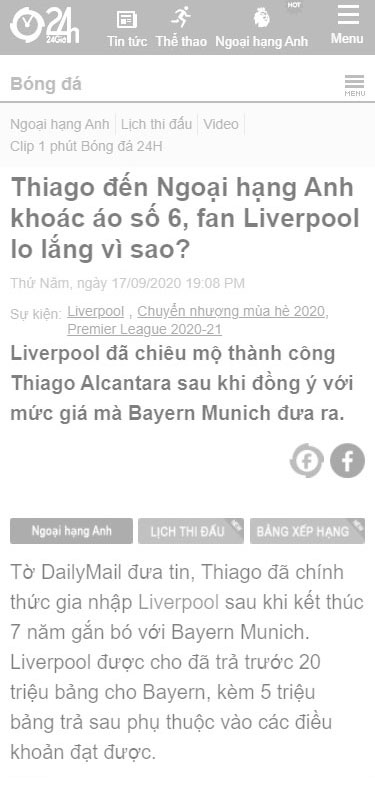 24h
24GIỜ
HOT
Tin tức Thể thao Ngoại hạng Anh Menu
Bóng đá
MENU
Ngoại hạng Anh Lịch thi đấu Video
Clip 1 phút Bóng đá 24H
Thiago đến Ngoại hạng Anh
khoác áo số 6, fan Liverpool
lo lắng vì sao?
Thứ Năm, ngày 17/09/2020 19:08 PM
Sự kiện: Liverpool , Chuyển nhượng mùa hè 2020,
Premier League 2020-21
Liverpool đã chiêu mộ thành công
Thiago Alcantara sau khi đồng ý với
mức giá mà Bayern Munich đưa ra.
Ngoại hạng Anh LỊCH THI ĐẤU NEW BẢNG XẾP HẠNG NEW
Tờ DailyMail đưa tin, Thiago đã chính
thức gia nhập Liverpool sau khi kết thúc
7 năm gắn bó với Bayern Munich.
Liverpool được cho đã trả trước 20
triệu bảng cho Bayern, kèm 5 triệu
bảng trả sau phụ thuộc vào các điều
khoản đạt được.